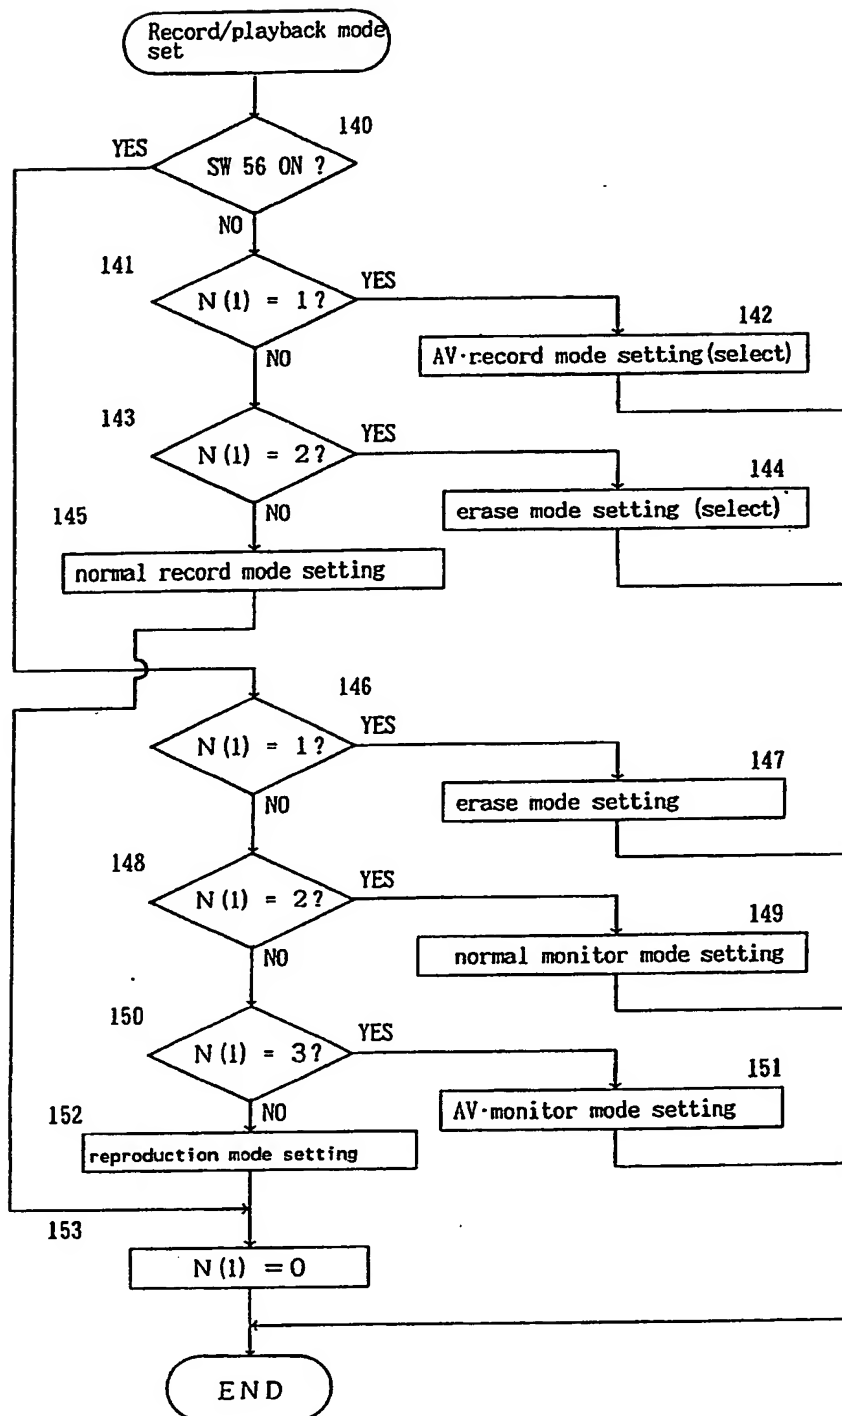 Record/playback mode
set
140
YES
SW 56 ON ?
NO
141
N(1) = 1?
YES
142
AV·record mode setting(select)
NO
143
N(1) = 2?
YES
144
erase mode setting (select)
NO
145
normal record mode setting
146
N(1) = 1?
YES
147
erase mode setting
NO
148
N(1) = 2?
YES
149
normal monitor mode setting
NO
150
N(1) = 3?
YES
151
AV·monitor mode setting
NO
152
reproduction mode setting
153
N(1) =0
END